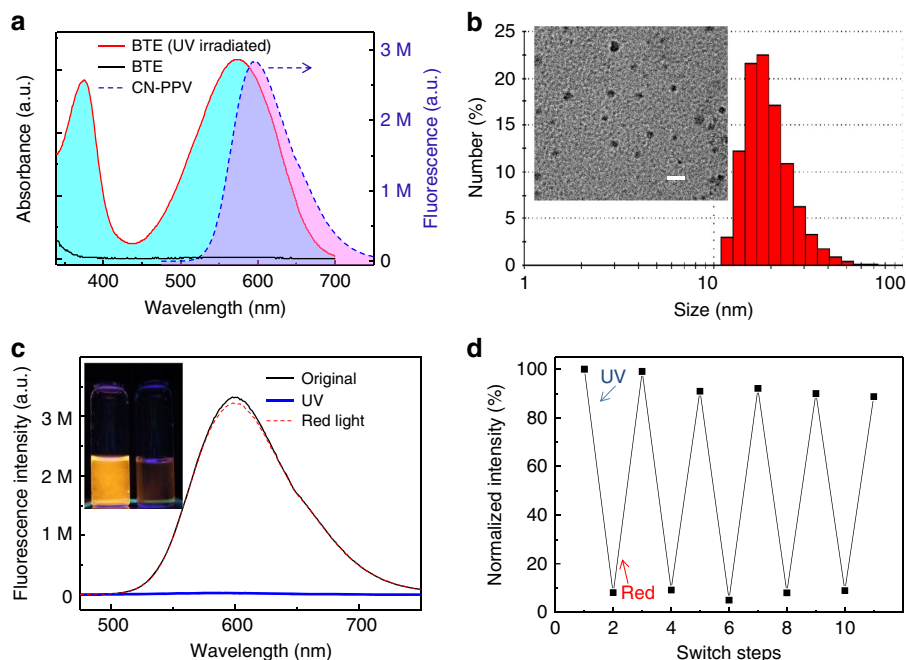 a
BTE (UV irradiated)
BTE
CN-PPV
3 M
2 M
1 M
0
Absorbance (a.u.)
Fluorescence (a.u.)
400 500 600 700
Wavelength (nm)
b
25
20
15
10
5
0
Number (%)
1 10 100
Size (nm)
c
Original
UV
Red light
3 M
2 M
1 M
0
Fluorescence intensity (a.u.)
500 600 700
Wavelength (nm)
d
100
80
60
40
20
10
0
UV
Red
Normalized intensity (%)
0 2 4 6 8 10
Switch steps